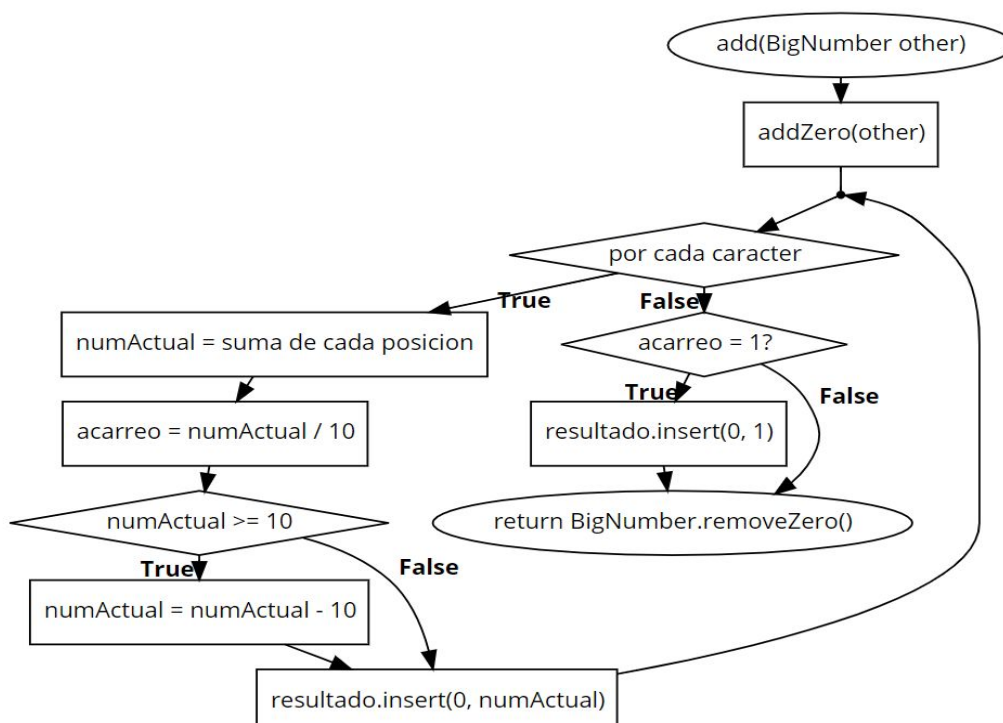 add(BigNumber other)
addZero(other)
por cada caracter
True
False
numActual = suma de cada posicion
acarreo = 1?
acarreo = numActual / 10
True
False
resultado.insert(0, 1)
numActual >= 10
return BigNumber.removeZero()
True
False
numActual = numActual - 10
resultado.insert(0, numActual)